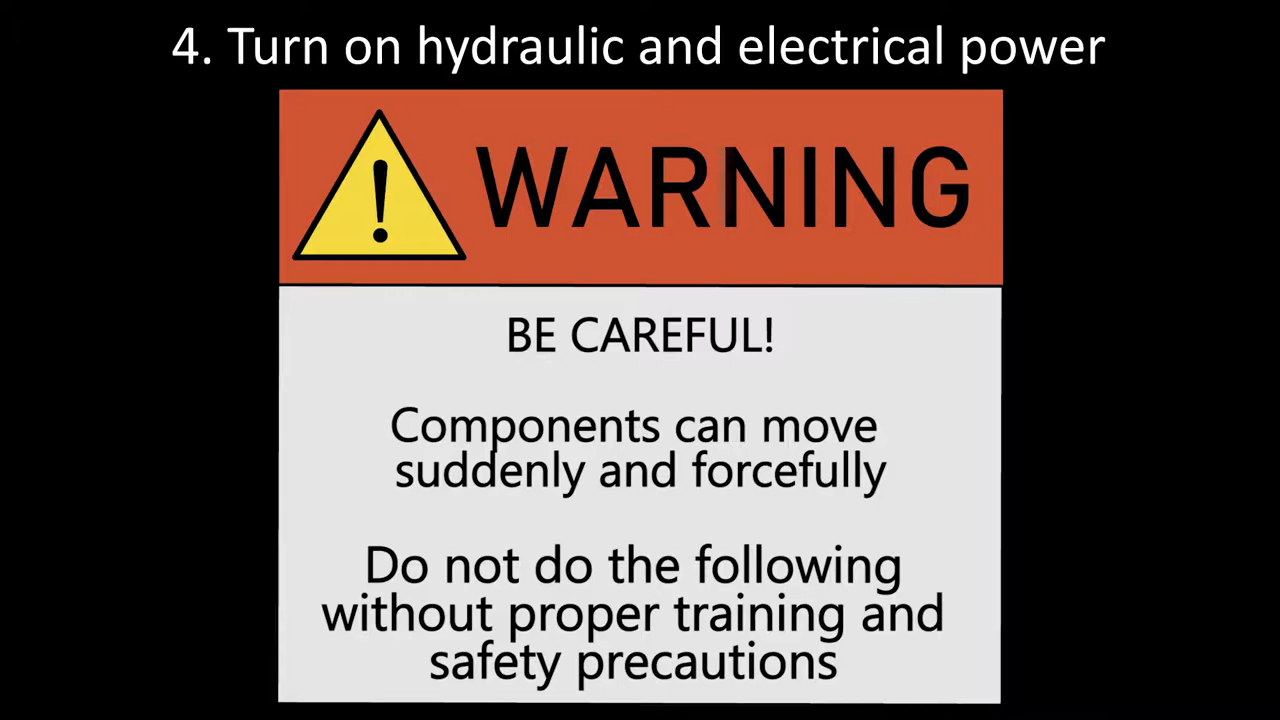 4. Turn on hydraulic and electrical power
! WARNING
BE CAREFUL!
Components can move
suddenly and forcefully
Do not do the following
without proper training and
safety precautions